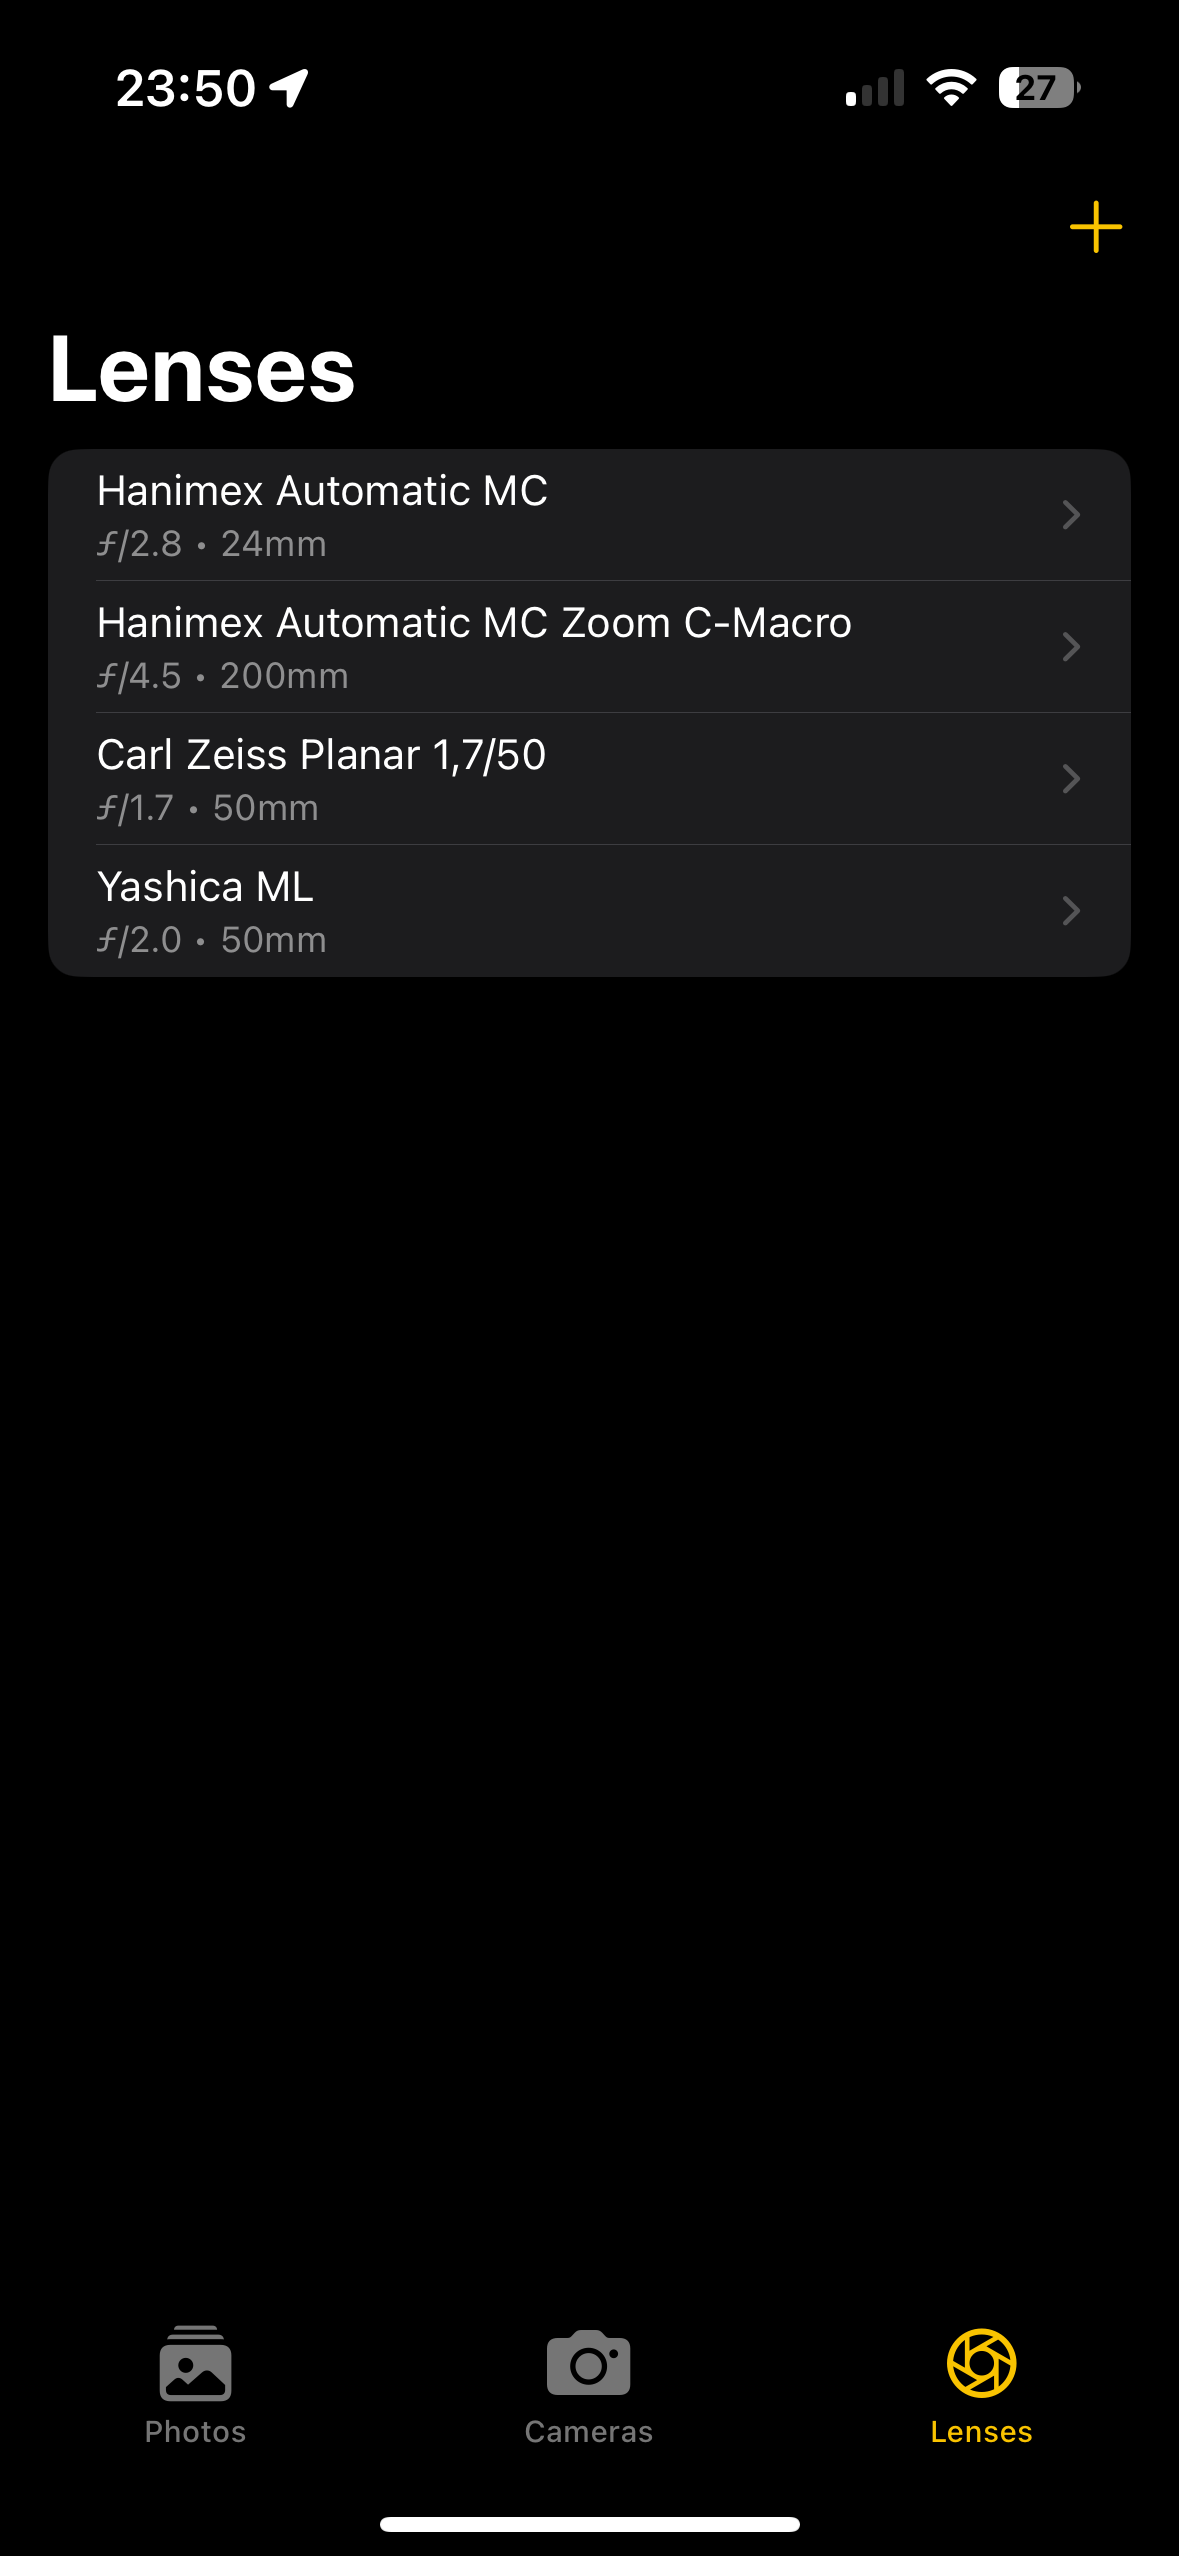 23:50
27
Lenses
Hanimex Automatic MC
ƒ/2.8 • 24mm
Hanimex Automatic MC Zoom C-Macro
ƒ/4.5 • 200mm
Carl Zeiss Planar 1,7/50
ƒ/1.7 • 50mm
Yashica ML
ƒ/2.0 • 50mm
Photos
Cameras
Lenses